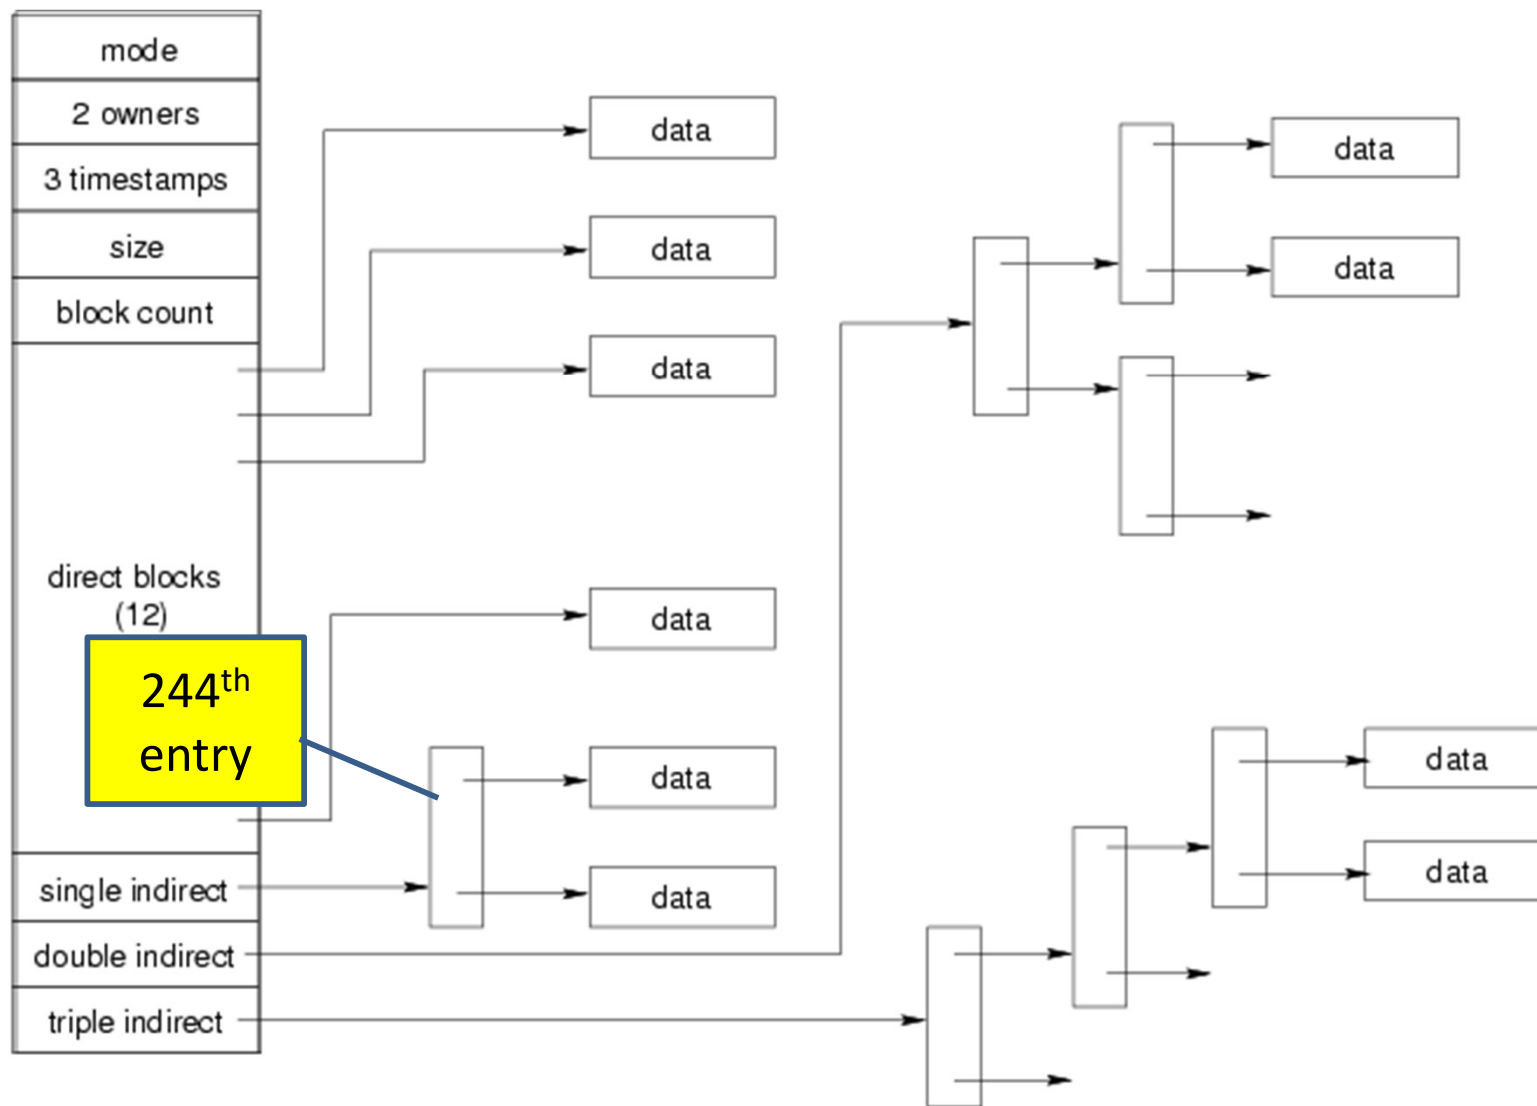 mode
2 owners
3 timestamps
size
block count
direct blocks
(12)
244th
entry
single indirect
double indirect
triple indirect
data
data
data
data
data
data
data
data
data
data